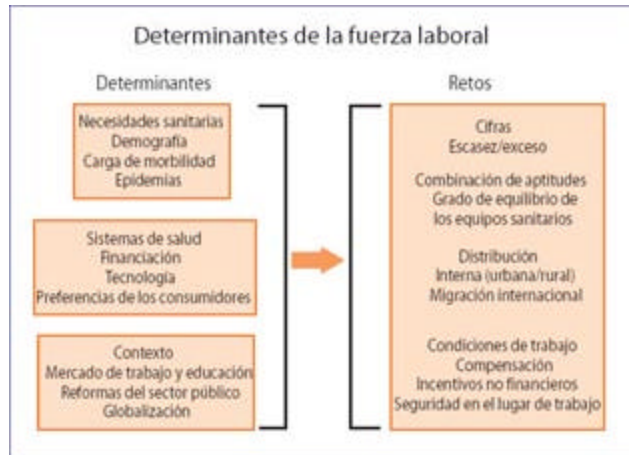 Determinantes de la fuerza laboral
Determinantes
Necesidades sanitarias
Demografía
Carga de morbilidad
Epidemias
Sistemas de salud
Financiación
Tecnología
Preferencias de los consumidores
Contexto
Mercado de trabajo y educación
Reformas del sector público
Globalización
Retos
Cifras
Escasez/exceso
Combinación de aptitudes
Grado de equilibrio de
los equipos sanitarios
Distribución
Interna (urbana/rural)
Migración internacional
Condiciones de trabajo
Compensación
Incentivos no financieros
Seguridad en el lugar de trabajo